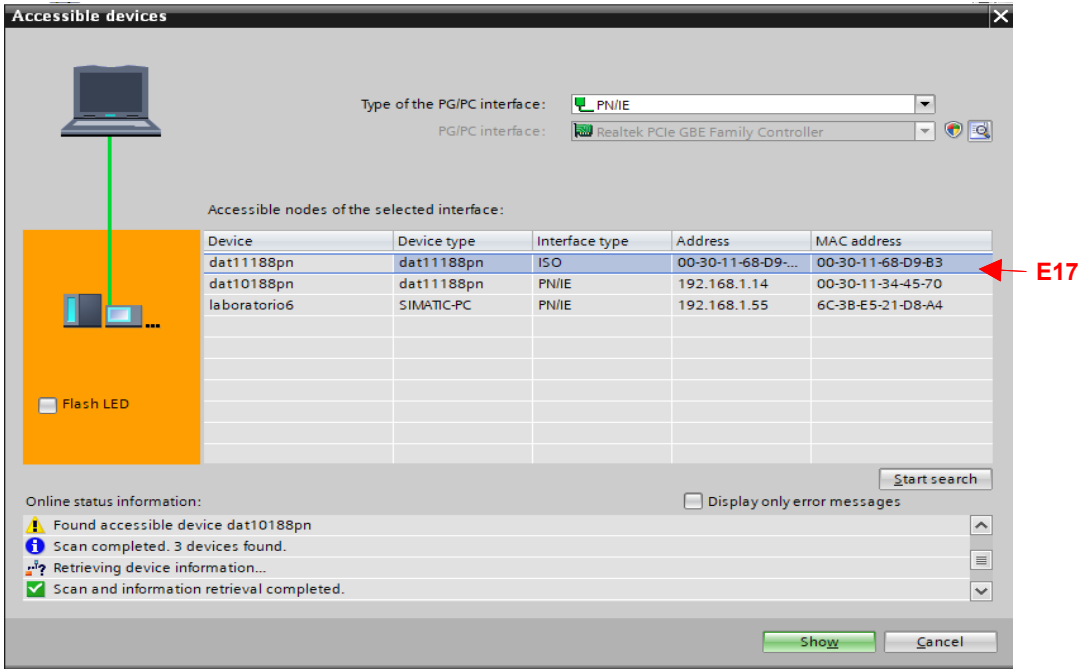 Accessible devices
Type of the PG/PC interface: PN/IE
PG/PC interface: Realtek PCIe GBE Family Controller
Accessible nodes of the selected interface:
Device Device type Interface type Address MAC address
dat11188pn dat11188pn ISO 00-30-11-68-D9-... 00-30-11-68-D9-B3
E17
dat10188pn dat11188pn PN/IE 192.168.1.14 00-30-11-34-45-70
laboratorio6 SIMATIC-PC PN/IE 192.168.1.55 6C-3B-E5-21-D8-A4
Flash LED
Start search
Online status information:
Display only error messages
Found accessible device dat10188pn
Scan completed. 3 devices found.
Retrieving device information...
Scan and information retrieval completed.
Show Cancel